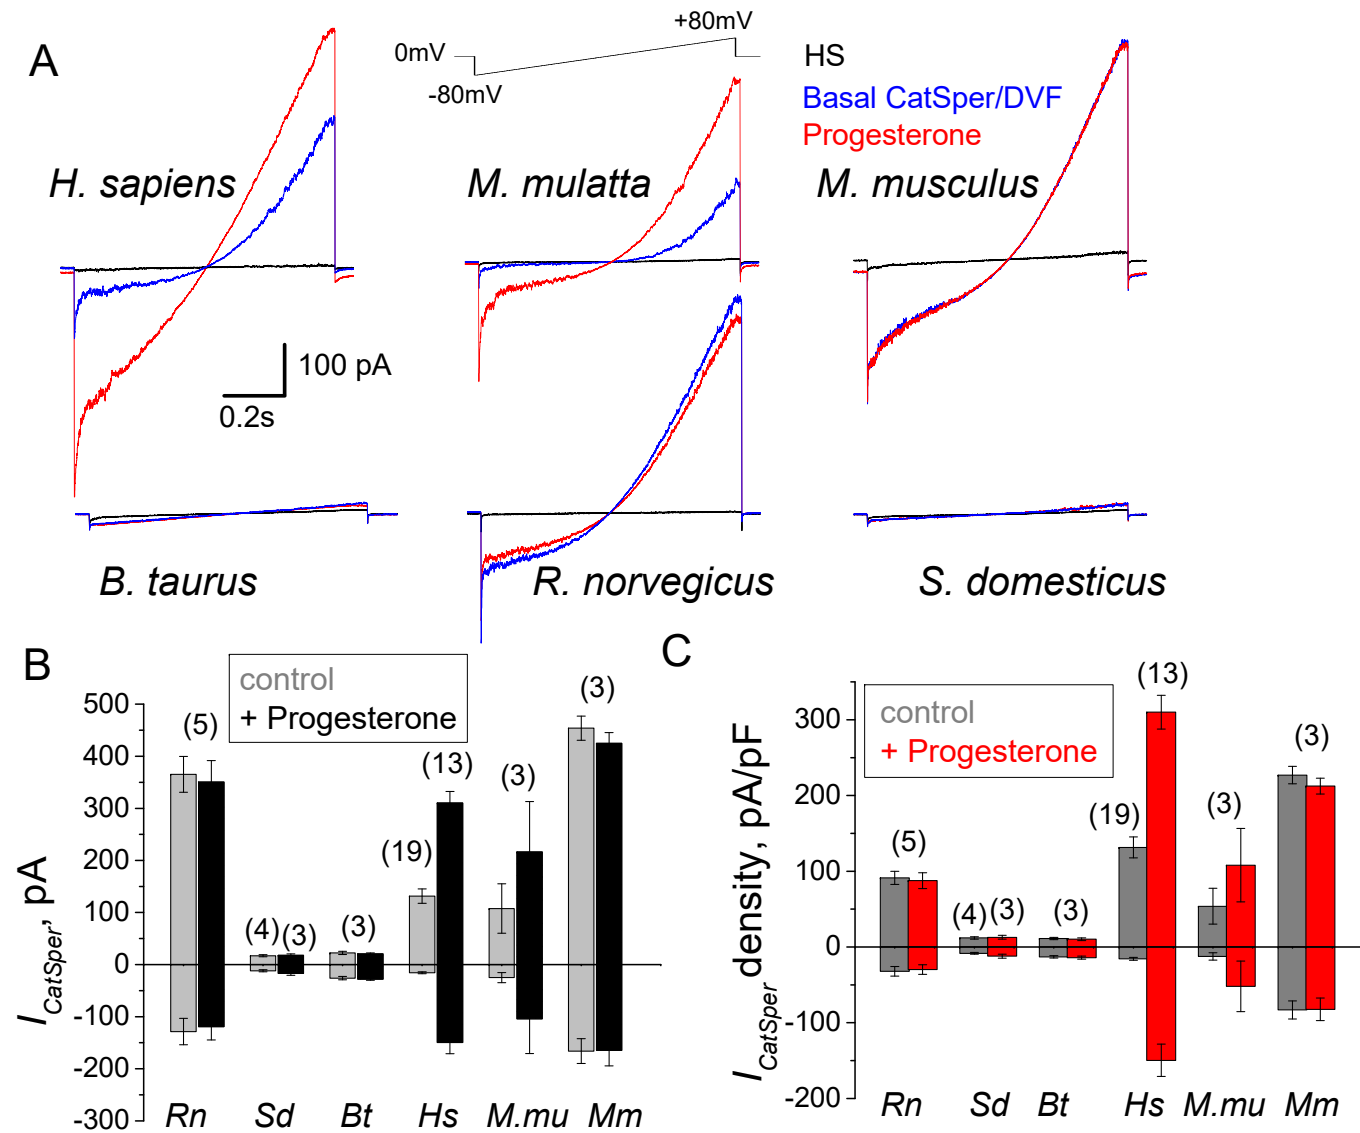 A
+80mV
0mV
-80mV
HS
Basal CatSper/DVF
Progesterone
H. sapiens
M. mulatta
M. musculus
100 pA
0.2s
B. taurus
R. norvegicus
S. domesticus
B
control
+ Progesterone
I CatSper, pA
500
400
300
200
100
0
-100
-200
-300
(5)
(4)
(3)
(3)
(19)
(13)
(3)
(3)
Rn
Sd
Bt
Hs
M.mu
Mm
C
control
+ Progesterone
I CatSper density, pA/pF
300
200
100
0
-100
-200
(5)
(4)
(3)
(3)
(19)
(13)
(3)
(3)
Rn
Sd
Bt
Hs
M.mu
Mm